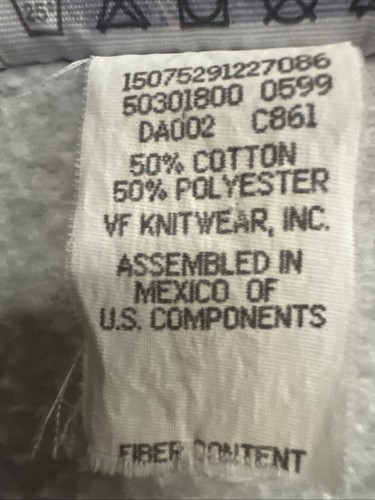 25°
15075291227086
50301800 0599
DA002 C861
50% COTTON
50% POLYESTER
VF KNITWEAR, INC.
ASSEMBLED IN
MEXICO OF
U.S. COMPONENTS
FIBER CONTENT